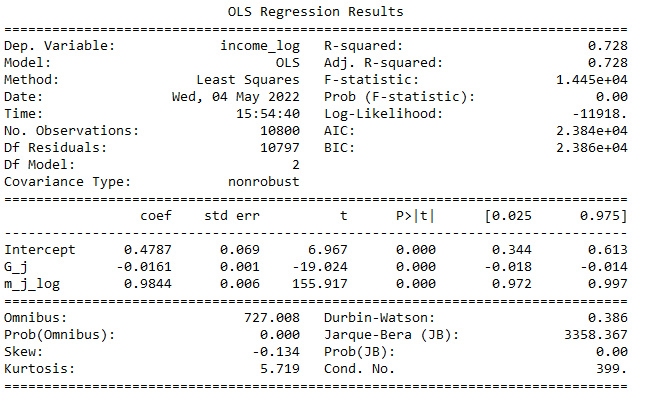 OLS Regression Results
==============================================================================
Dep. Variable:             income_log   R-squared:                       0.728
Model:                            OLS   Adj. R-squared:                  0.728
Method:                 Least Squares   F-statistic:                 1.445e+04
Date:                Wed, 04 May 2022   Prob (F-statistic):               0.00
Time:                        15:54:40   Log-Likelihood:                -11918.
No. Observations:               10800   AIC:                         2.384e+04
Df Residuals:                   10797   BIC:                         2.386e+04
Df Model:                           2
Covariance Type:            nonrobust
==============================================================================
                 coef    std err          t      P>|t|      [0.025      0.975]
------------------------------------------------------------------------------
Intercept      0.4787      0.069      6.967      0.000       0.344       0.613
G_j           -0.0161      0.001    -19.024      0.000      -0.018      -0.014
m_j_log        0.9844      0.006    155.917      0.000       0.972       0.997
==============================================================================
Omnibus:                      727.008   Durbin-Watson:                   0.386
Prob(Omnibus):                  0.000   Jarque-Bera (JB):             3358.367
Skew:                          -0.134   Prob(JB):                         0.00
Kurtosis:                       5.719   Cond. No.                         399.
==============================================================================